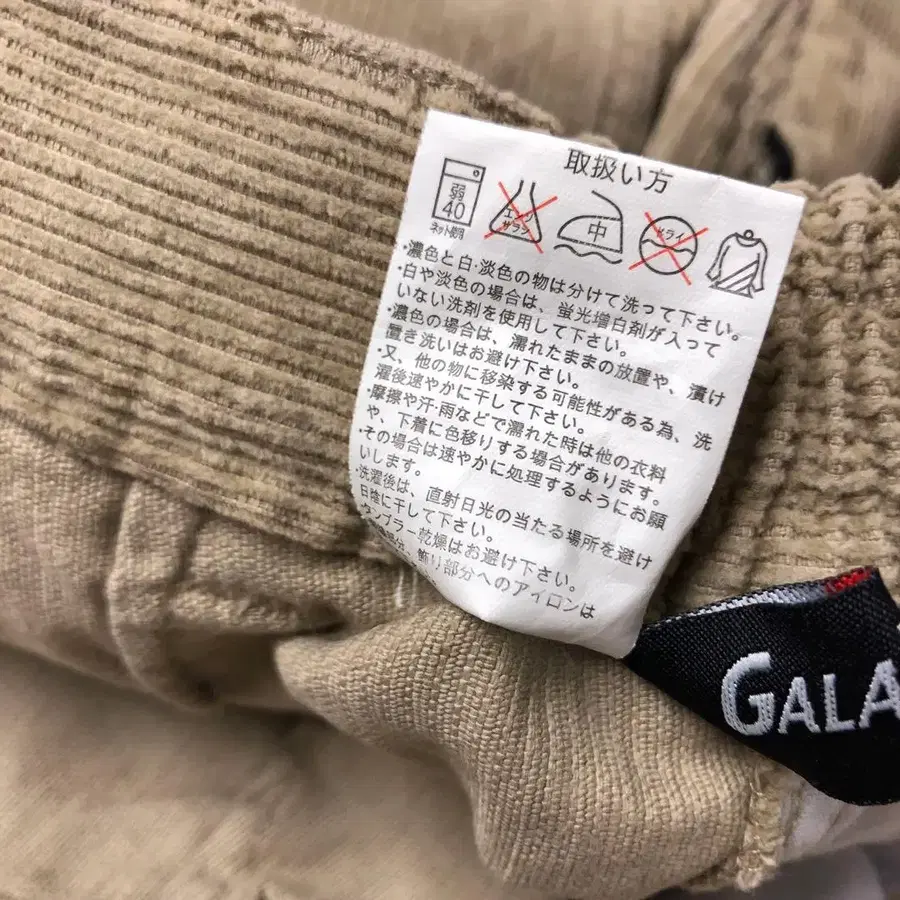 取扱い方
弱
40
ネット使用
エンソ
サラシ
中
ドライ
・濃色と白・淡色の物は分けて洗って下さい。
・白や淡色の場合は、蛍光増白剤が入って
いない洗剤を使用して下さい。
・濃色の場合は、濡れたままの放置や、漬け
置き洗いはお避け下さい。
又、他の物に移染する可能性がある為、洗
濯後速やかに干して下さい。
・摩擦や汗・雨などで濡れた時は他の衣料
や、下着に色移りする場合があります。
・その場合は速やかに処理するようにお願
いします。
・洗濯後は、直射日光の当たる場所を避け
日陰に干して下さい。
タンブラー乾燥はお避け下さい。
飾り部分へのアイロンは
GALA